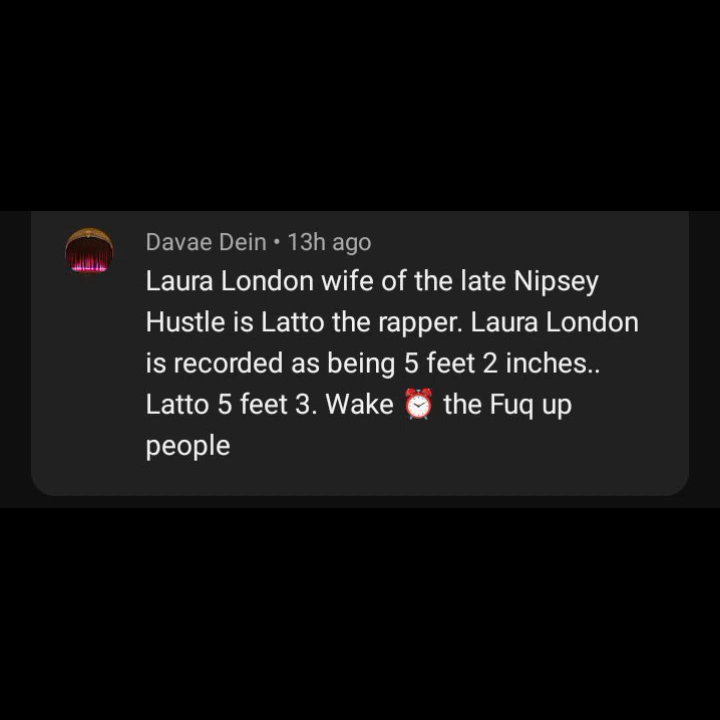 Davae Dein • 13h ago
Laura London wife of the late Nipsey
Hustle is Latto the rapper. Laura London
is recorded as being 5 feet 2 inches..
Latto 5 feet 3. Wake ⏰ the Fuq up
people